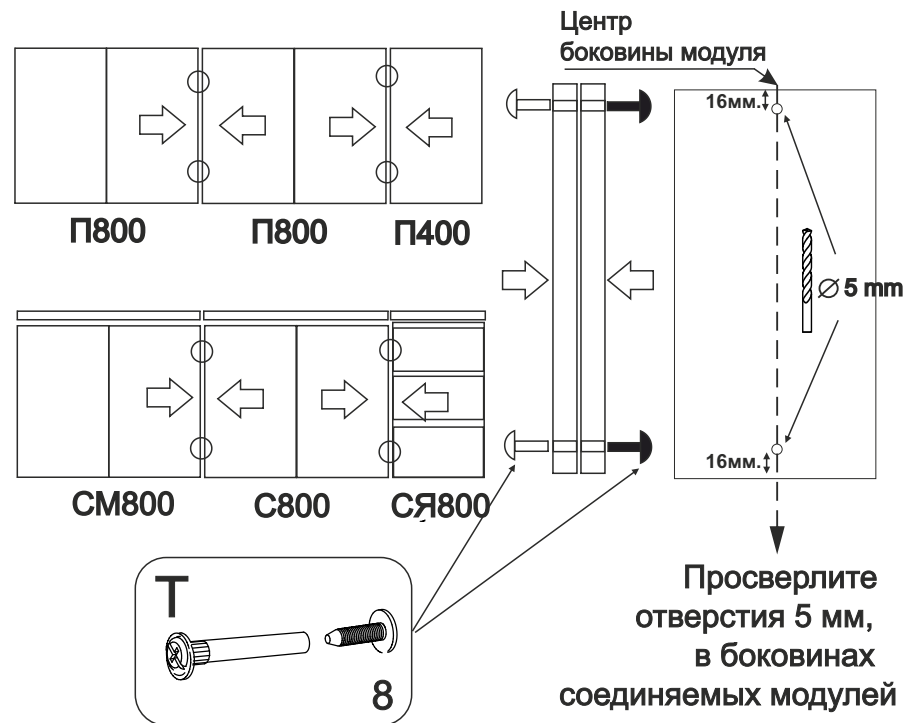 Центр
боковины модуля
16мм.
П800
П800
П400
⌀ 5 mm
16мм.
СМ800
С800
СЯ800
Т
8
Просверлите
отверстия 5 мм,
в боковинах
соединяемых модулей